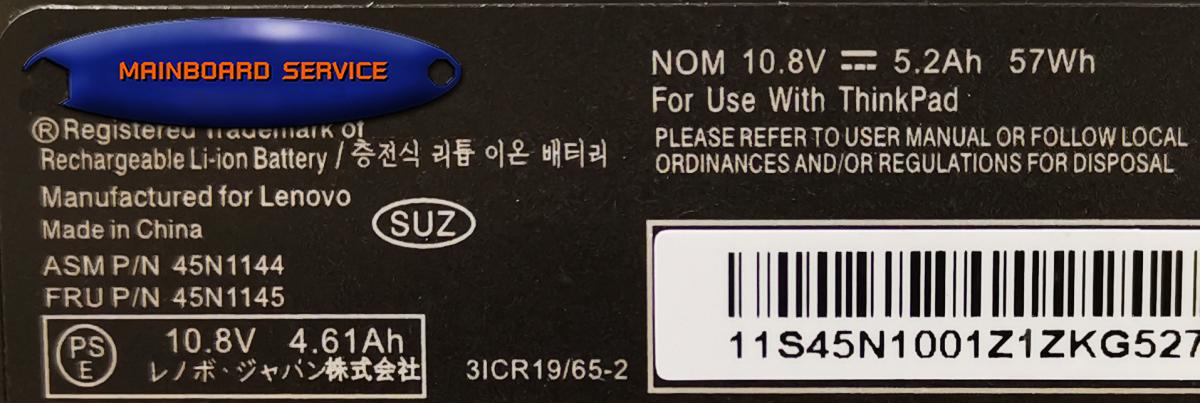 MAINBOARD SERVICE
® Registered Trademark of
Rechargeable Li-ion Battery / 충전식 리튬 이온 배터리
Manufactured for Lenovo
Made in China
SUZ
ASM P/N 45N1144
FRU P/N 45N1145
PS
E
10.8V 4.61Ah
レノボ・ジャパン株式会社
3ICR19/65-2
NOM 10.8V ⎓ 5.2Ah 57Wh
For Use With ThinkPad
PLEASE REFER TO USER MANUAL OR FOLLOW LOCAL
ORDINANCES AND/OR REGULATIONS FOR DISPOSAL
11S45N1001Z1ZKG527